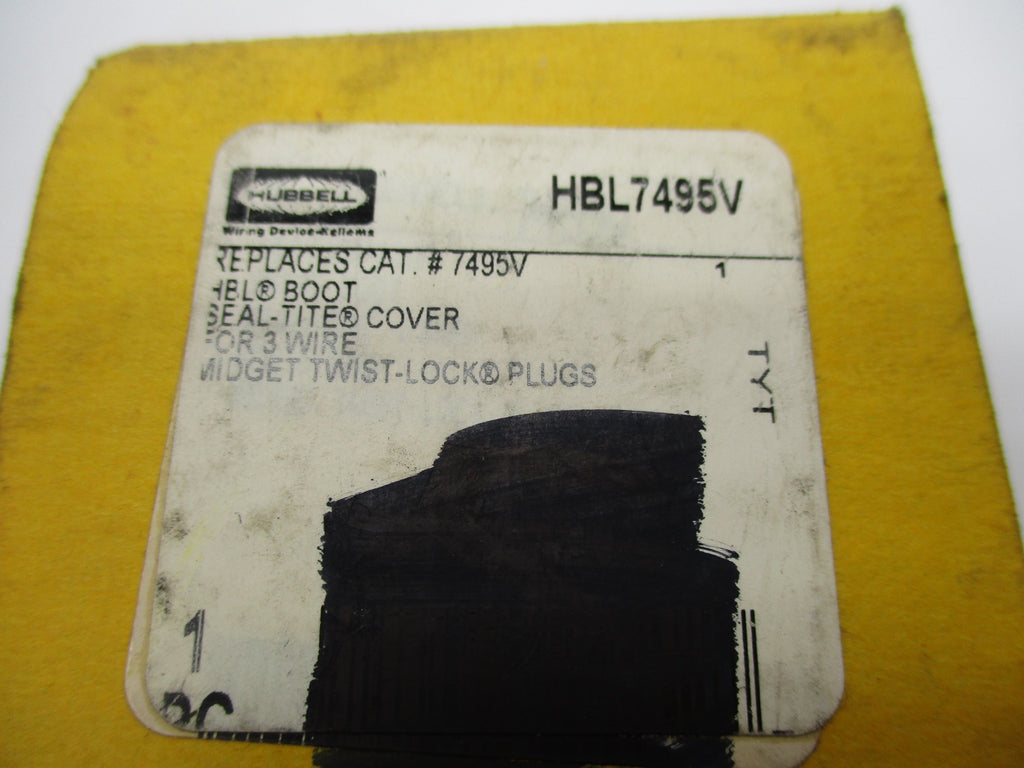 HUBBELL
Wiring Device-Kellems
HBL7495V
REPLACES CAT. # 7495V
1
HBL® BOOT
SEAL-TITE® COVER
FOR 3 WIRE
MIDGET TWIST-LOCK® PLUGS
TYT
1
PC